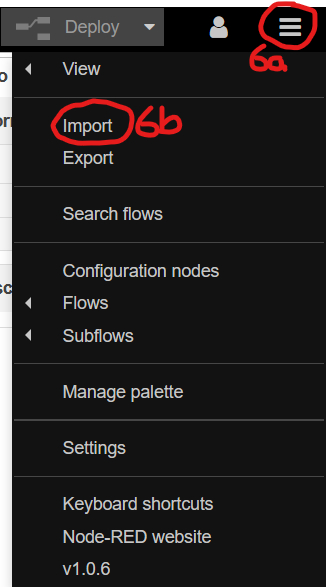 Deploy
6a
View
Import 6b
Export
Search flows
Configuration nodes
Flows
Subflows
Manage palette
Settings
Keyboard shortcuts
Node-RED website
v1.0.6